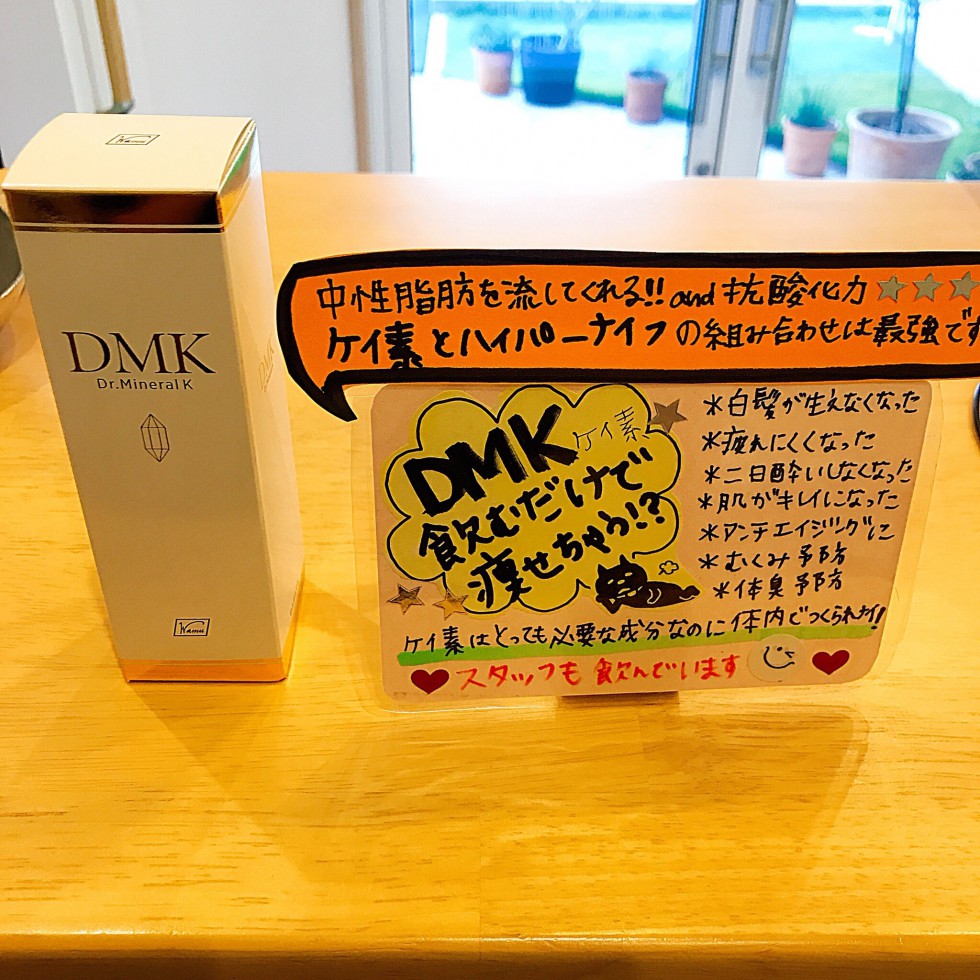 Namu
DMK
Dr.Mineral K
Namu
中性脂肪を流してくれる!! and 抗酸化力
ケイ素とハイパーナイフの組み合わせは最強です
DMK ケイ素
飲むだけで
痩せちゃう!?
*白髪が生えなくなった
*疲れにくくなった
*二日酔いしなくなった
*肌がキレイになった
*アンチエイジングに
*むくみ予防
*体臭予防
ケイ素はとっても必要な成分なのに体内でつくられない!
スタッフも飲んでいます